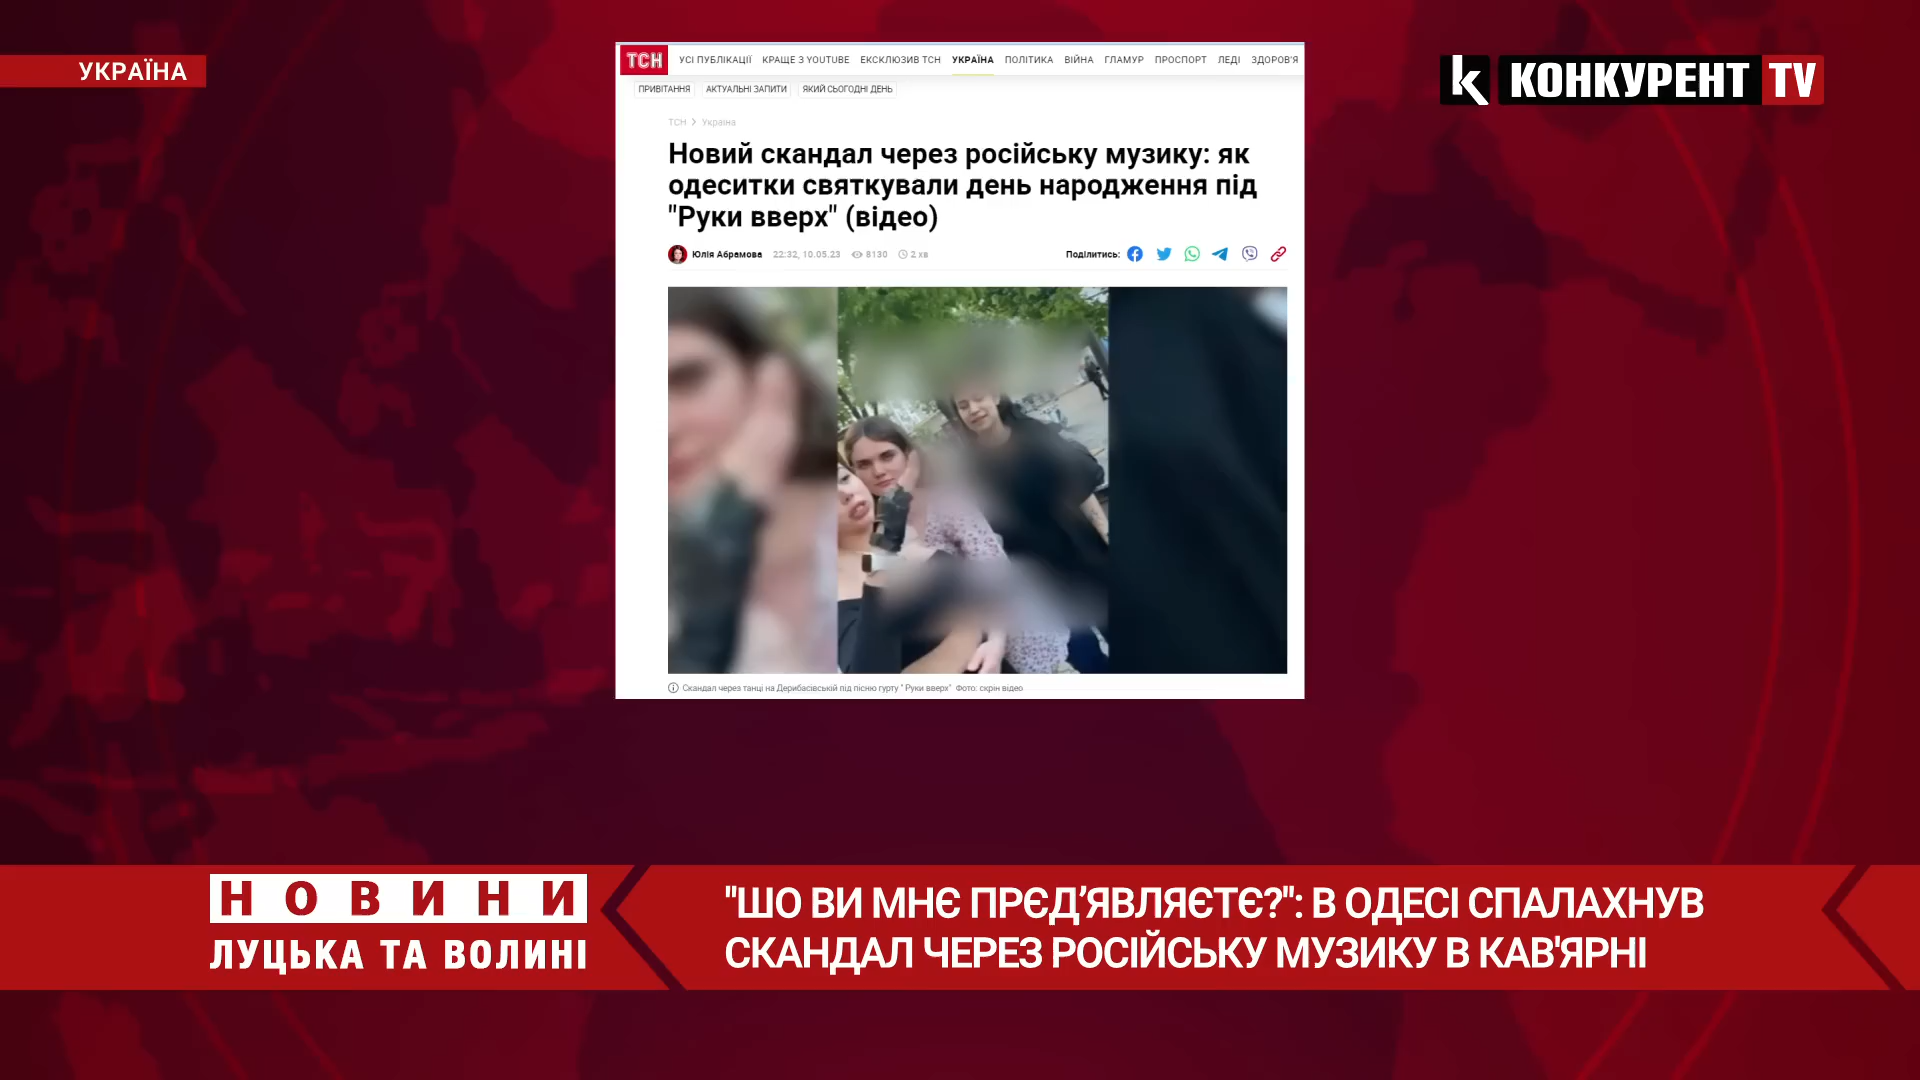 УКРАЇНА
КОНКУРЕНТ TV
ТСН УСІ ПУБЛІКАЦІЇ КРАЩЕ З YOUTUBE ЕКСКЛЮЗИВ ТСН УКРАЇНА ПОЛІТИКА ВІЙНА ГЛАМУР ПРОСПОРТ ЛЕДІ ЗДОРОВ'Я
ПРИВІТАННЯ АКТУАЛЬНІ ЗАПИТИ ЯКИЙ СЬОГОДНІ ДЕНЬ
ТСН > Україна
Новий скандал через російську музику: як
одеситки святкували день народження під
"Руки вверх" (відео)
Юлія Абрамова 22:32, 10.05.23 8130 2 хв Поділитись:
Скандал через танці на Дерибасівській під пісню гурту " Руки вверх" Фото: скрін відео
НОВИНИ
ЛУЦЬКА ТА ВОЛИНІ
"ШО ВИ МНЄ ПРЄД’ЯВЛЯЄТЄ?": В ОДЕСІ СПАЛАХНУВ
СКАНДАЛ ЧЕРЕЗ РОСІЙСЬКУ МУЗИКУ В КАВ'ЯРНІ